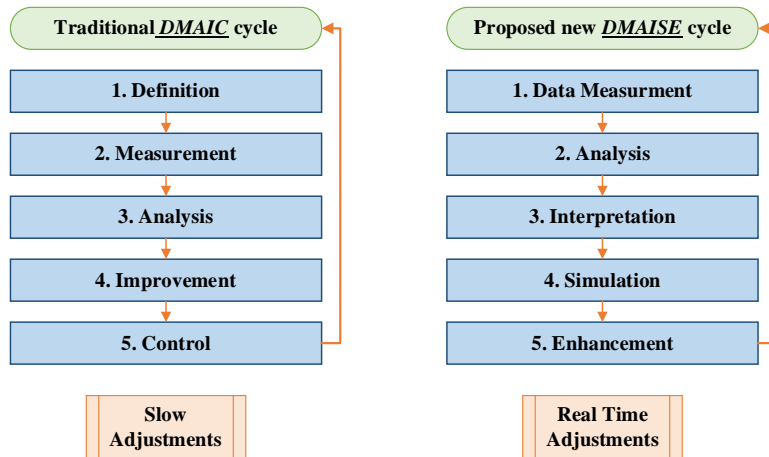 Traditional DMAIC cycle
1. Definition
2. Measurement
3. Analysis
4. Improvement
5. Control
Slow
Adjustments
Proposed new DMAISE cycle
1. Data Measurment
2. Analysis
3. Interpretation
4. Simulation
5. Enhancement
Real Time
Adjustments